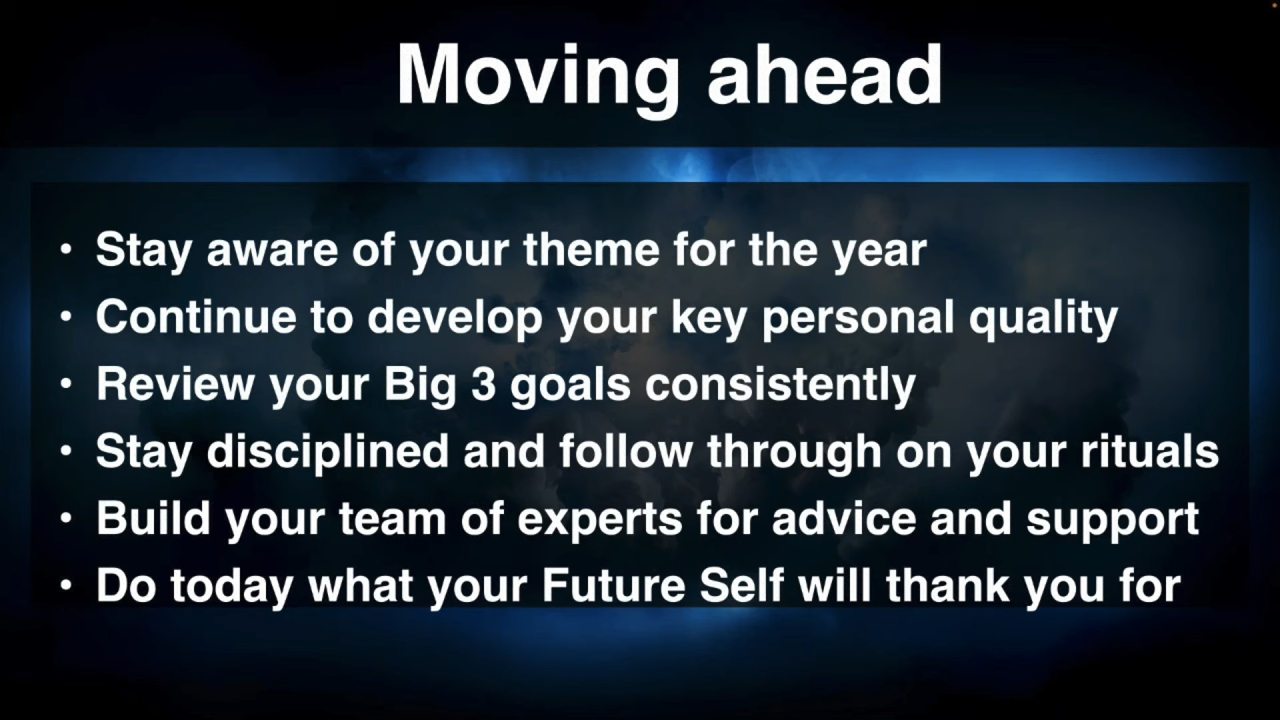 Moving ahead
• Stay aware of your theme for the year
• Continue to develop your key personal quality
• Review your Big 3 goals consistently
• Stay disciplined and follow through on your rituals
• Build your team of experts for advice and support
• Do today what your Future Self will thank you for